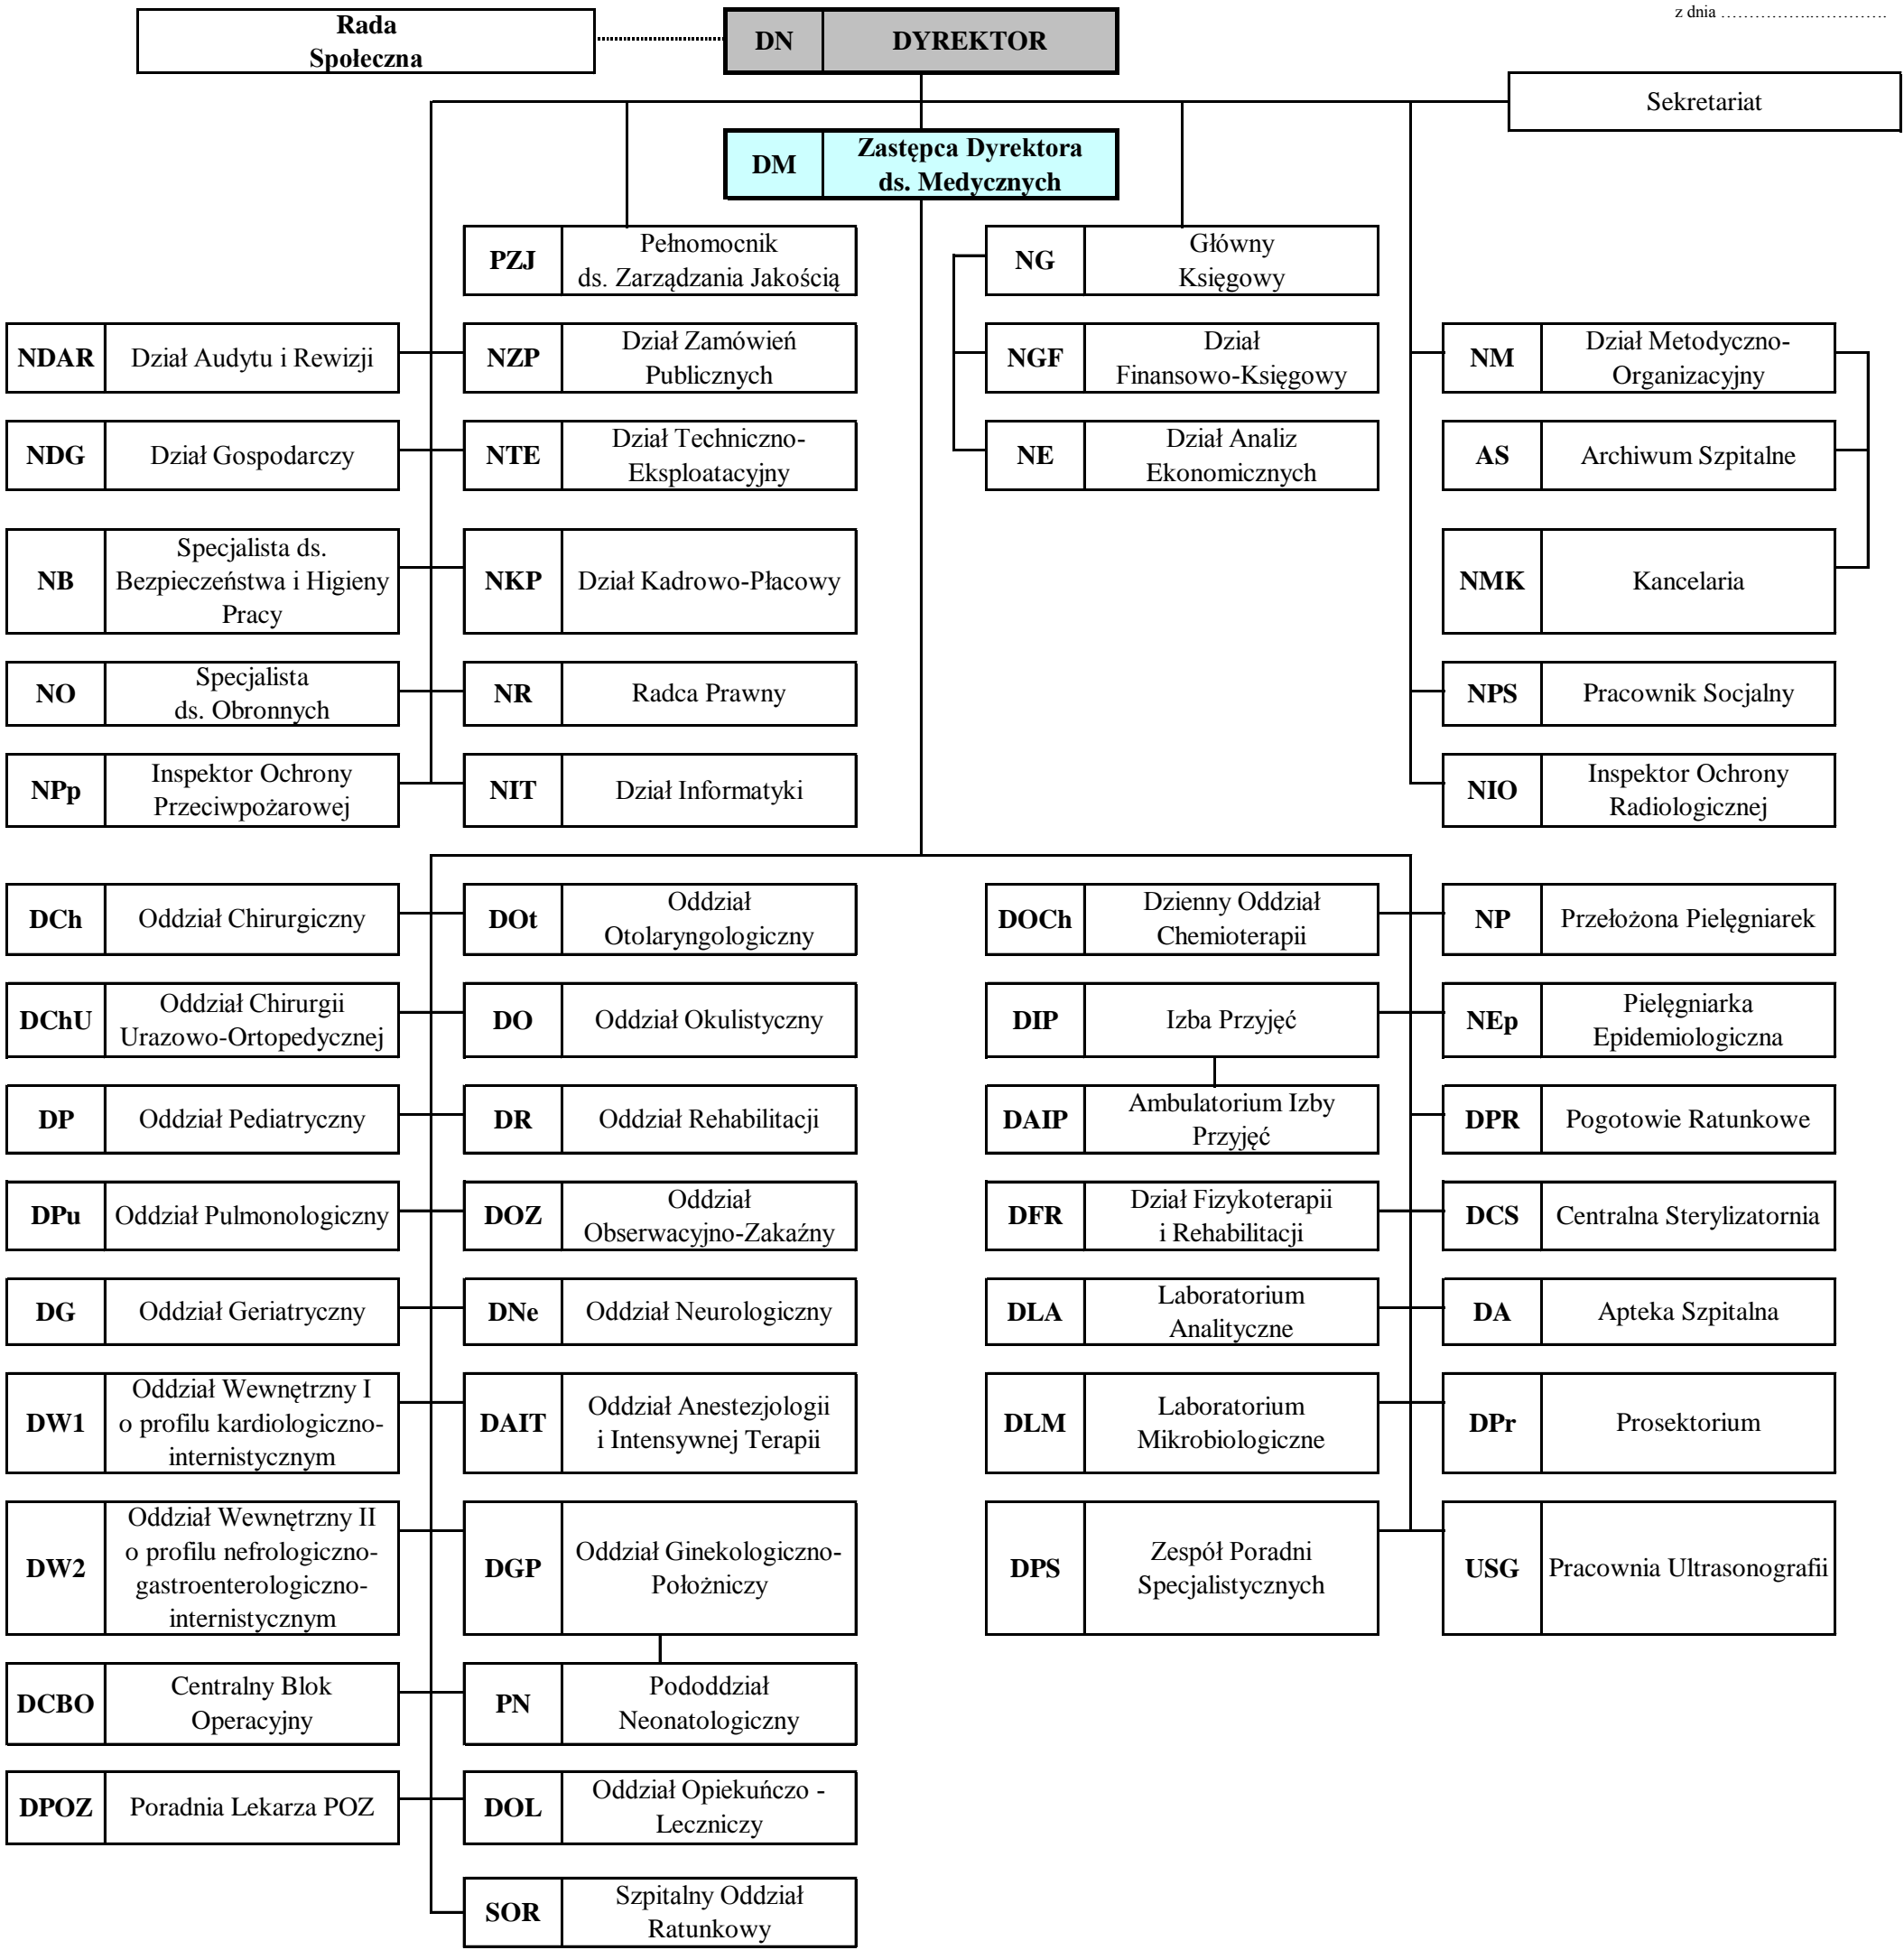 z dnia ……………..………….
Rada
Społeczna
DN DYREKTOR
Sekretariat
DM
Zastępca Dyrektora
ds. Medycznych
PZJ
Pełnomocnik
ds. Zarządzania Jakością
NG
Główny
Księgowy
NDAR Dział Audytu i Rewizji
NZP
Dział Zamówień
Publicznych
NGF
Dział
Finansowo-Księgowy
NM
Dział Metodyczno-
Organizacyjny
NDG Dział Gospodarczy
NTE
Dział Techniczno-
Eksploatacyjny
NE
Dział Analiz
Ekonomicznych
AS Archiwum Szpitalne
NB
Specjalista ds.
Bezpieczeństwa i Higieny
Pracy
NKP Dział Kadrowo-Płacowy
NMK Kancelaria
NO
Specjalista
ds. Obronnych
NR Radca Prawny
NPS Pracownik Socjalny
NPp
Inspektor Ochrony
Przeciwpożarowej
NIT Dział Informatyki
NIO
Inspektor Ochrony
Radiologicznej
DCh Oddział Chirurgiczny
DOt
Oddział
Otolaryngologiczny
DOCh
Dzienny Oddział
Chemioterapii
NP Przełożona Pielęgniarek
DChU
Oddział Chirurgii
Urazowo-Ortopedycznej
DO Oddział Okulistyczny
DIP Izba Przyjęć
NEp
Pielęgniarka
Epidemiologiczna
DP Oddział Pediatryczny
DR Oddział Rehabilitacji
DAIP
Ambulatorium Izby
Przyjęć
DPR Pogotowie Ratunkowe
DPu Oddział Pulmonologiczny
DOZ
Oddział
Obserwacyjno-Zakaźny
DFR
Dział Fizykoterapii
i Rehabilitacji
DCS Centralna Sterylizatornia
DG Oddział Geriatryczny
DNe Oddział Neurologiczny
DLA
Laboratorium
Analityczne
DA Apteka Szpitalna
DW1
Oddział Wewnętrzny I
o profilu kardiologiczno-
internistycznym
DAIT
Oddział Anestezjologii
i Intensywnej Terapii
DLM
Laboratorium
Mikrobiologiczne
DPr Prosektorium
DW2
Oddział Wewnętrzny II
o profilu nefrologiczno-
gastroenterologiczno-
internistycznym
DGP
Oddział Ginekologiczno-
Położniczy
DPS
Zespół Poradni
Specjalistycznych
USG Pracownia Ultrasonografii
DCBO
Centralny Blok
Operacyjny
PN
Pododdział
Neonatologiczny
DPOZ Poradnia Lekarza POZ
DOL
Oddział Opiekuńczo -
Leczniczy
SOR
Szpitalny Oddział
Ratunkowy